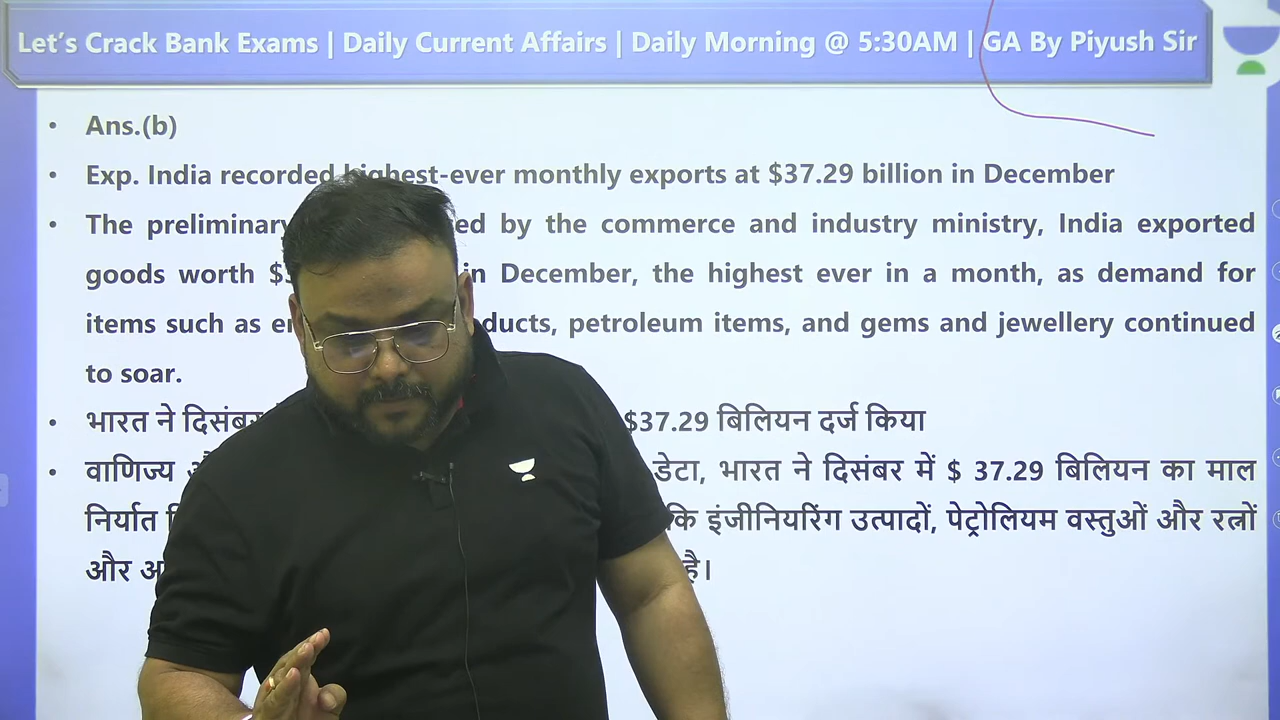 Let's Crack Bank Exams | Daily Current Affairs | Daily Morning @ 5:30AM | GA By Piyush Sir
• Ans.(b)
• Exp. India recorded highest-ever monthly exports at $37.29 billion in December
• The preliminary by the commerce and industry ministry, India exported
goods worth in December, the highest ever in a month, as demand for
items such as petroleum items, and gems and jewellery continued
to soar.
• भारत ने $37.29 बिलियन दर्ज किया
• वाणिज्य डेटा, भारत ने दिसंबर में $ 37.29 बिलियन का माल
निर्यात कि इंजीनियरिंग उत्पादों, पेट्रोलियम वस्तुओं और रत्नों
और है।